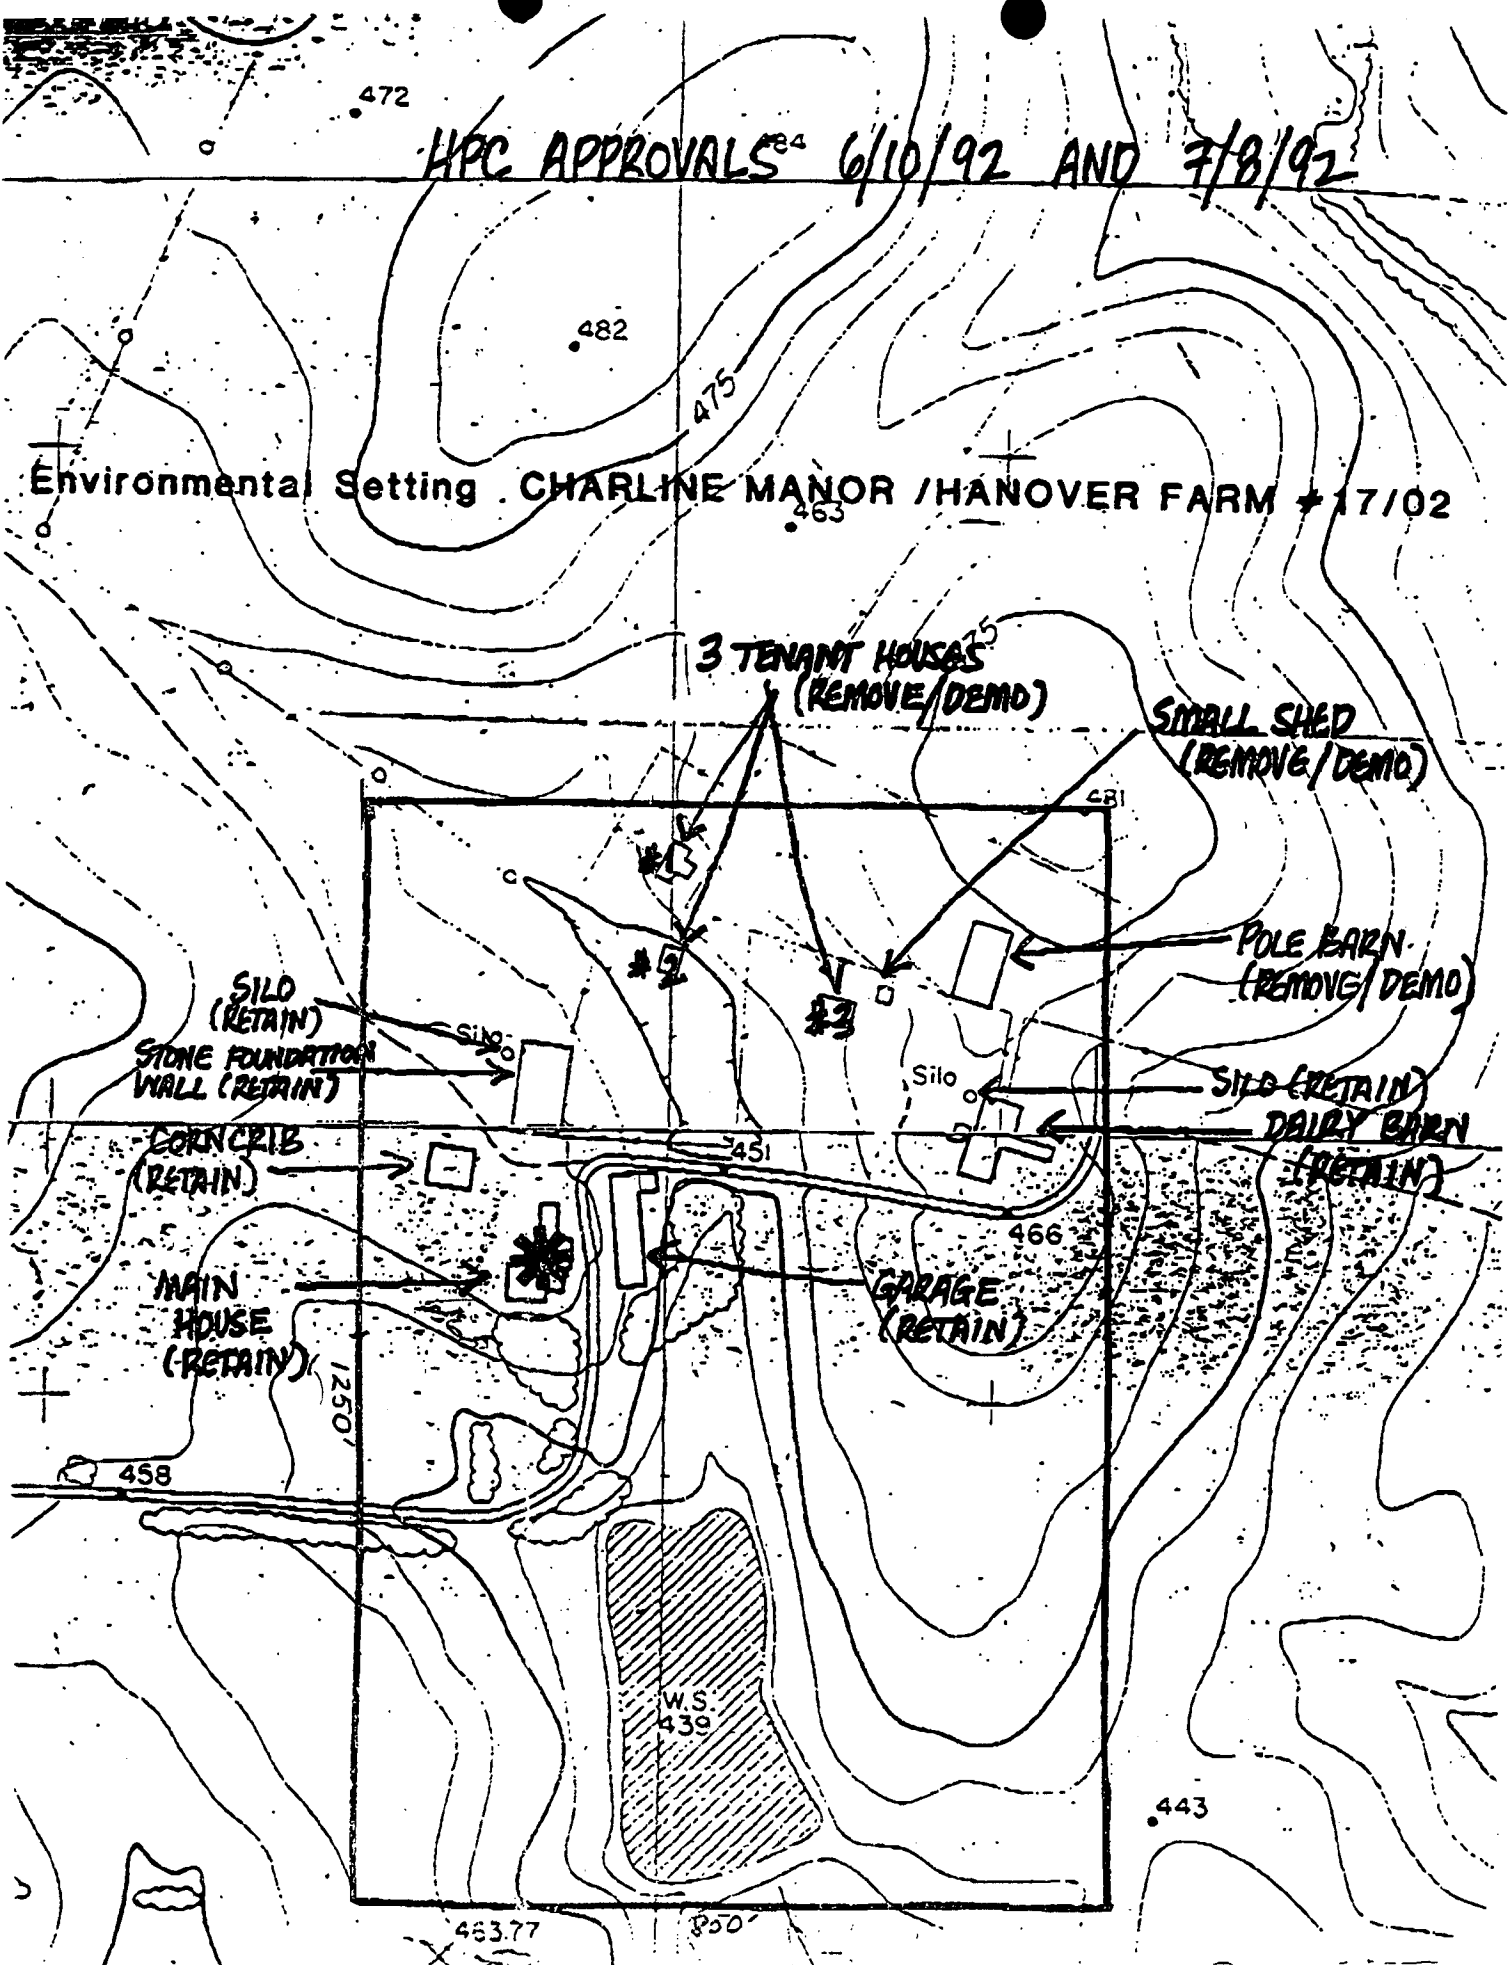 472
484
HPC APPROVALS 6/10/92 AND 7/8/92
482
475
Environmental Setting . CHARLINE MANOR /HANOVER FARM #17/02
463
3 TENANT HOUSES
(REMOVE/DEMO)
SMALL SHED
(REMOVE/DEMO)
481
#1
POLE BARN
(REMOVE/DEMO)
#2
#3
SILO
(RETAIN)
Silo
STONE FOUNDATION
WALL (RETAIN)
Silo
SILO (RETAIN)
DAIRY BARN
(RETAIN)
CORNCRIB
(RETAIN)
451
466
MAIN
HOUSE
(RETAIN)
GARAGE
(RETAIN)
1250'
458
W.S.
439
443
463.77
850'